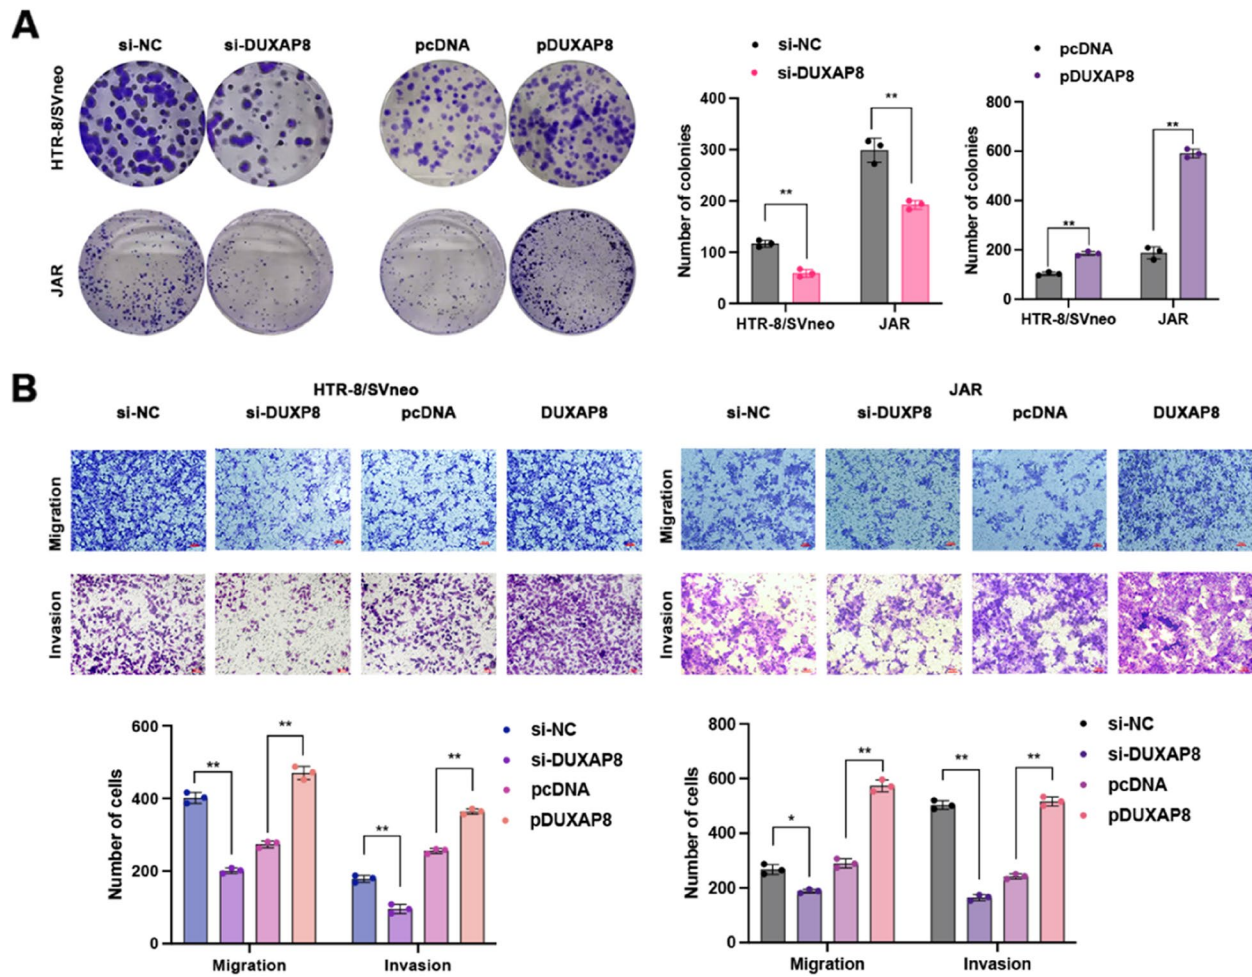 A
si-NC si-DUXAP8 pcDNA pDUXAP8
HTR-8/SVneo
JAR
si-NC
si-DUXAP8
Number of colonies
400
300
200
100
0
** **
HTR-8/SVneo JAR
pcDNA
pDUXAP8
Number of colonies
800
600
400
200
0
** **
HTR-8/SVneo JAR
B
HTR-8/SVneo
si-NC si-DUXP8 pcDNA DUXAP8
Migration
Invasion
JAR
si-NC si-DUXAP8 pcDNA DUXAP8
Migration
Invasion
Number of cells
600
400
200
0
** ** ** **
Migration Invasion
si-NC
si-DUXAP8
pcDNA
pDUXAP8
Number of cells
800
600
400
200
0
* ** ** **
Migration Invasion
si-NC
si-DUXAP8
pcDNA
pDUXAP8